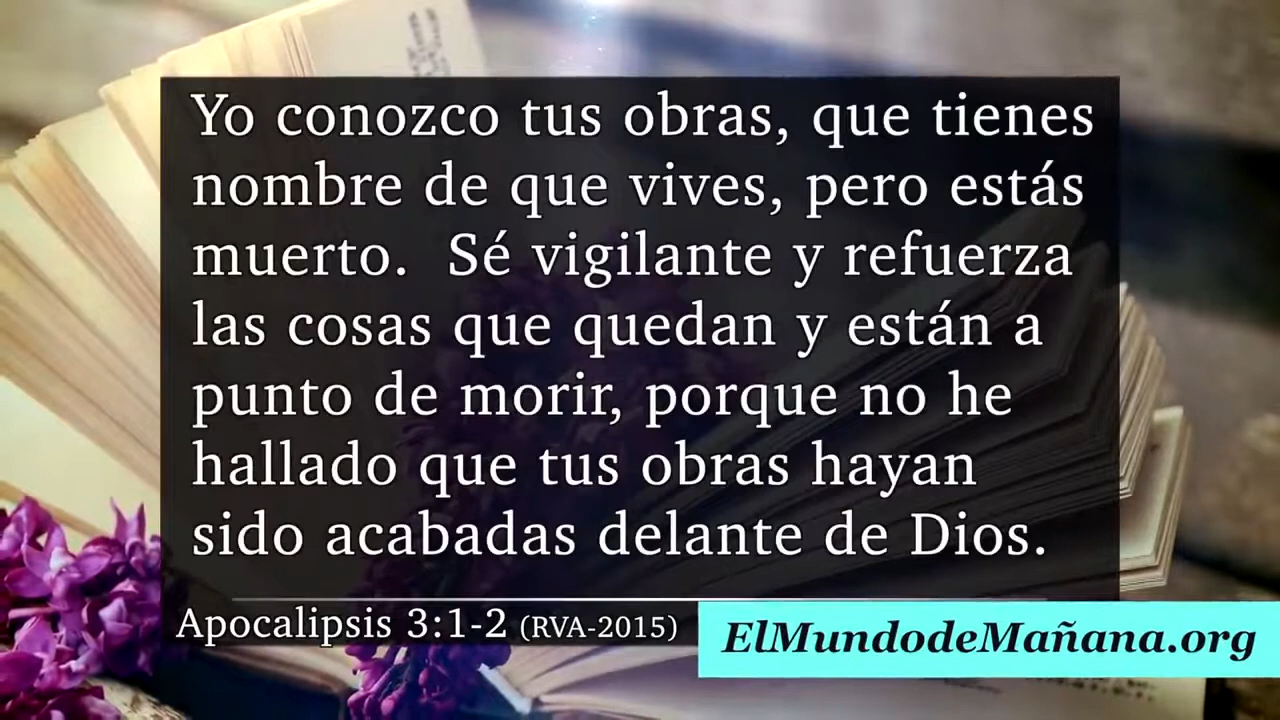 Yo conozco tus obras, que tienes
nombre de que vives, pero estás
muerto.  Sé vigilante y refuerza
las cosas que quedan y están a
punto de morir, porque no he
hallado que tus obras hayan
sido acabadas delante de Dios.
Apocalipsis 3:1-2 (RVA-2015)
ElMundodeMañana.org